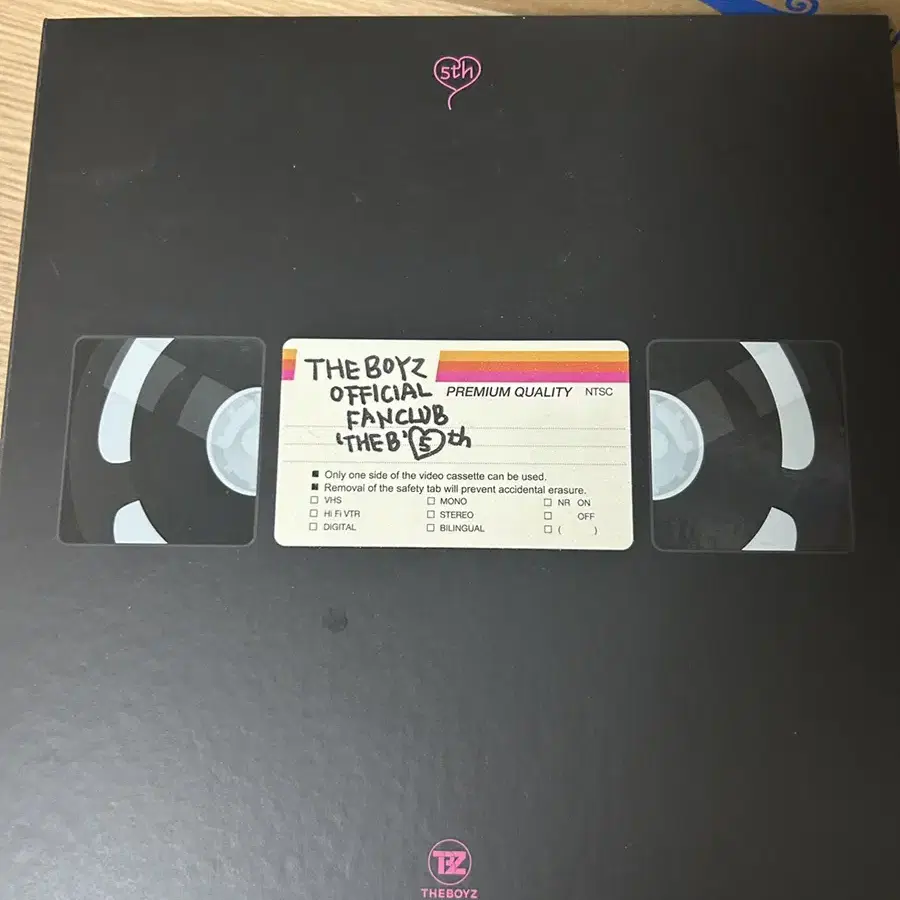 5th
THE BOYZ
OFFICIAL
FANCLUB
'THE B' 5th
PREMIUM QUALITY NTSC
■ Only one side of the video cassette can be used.
■ Removal of the safety tab will prevent accidental erasure.
□ VHS □ MONO □ NR ON
□ Hi Fi VTR □ STEREO □ OFF
□ DIGITAL □ BILINGUAL □ ( )
TBZ
THEBOYZ